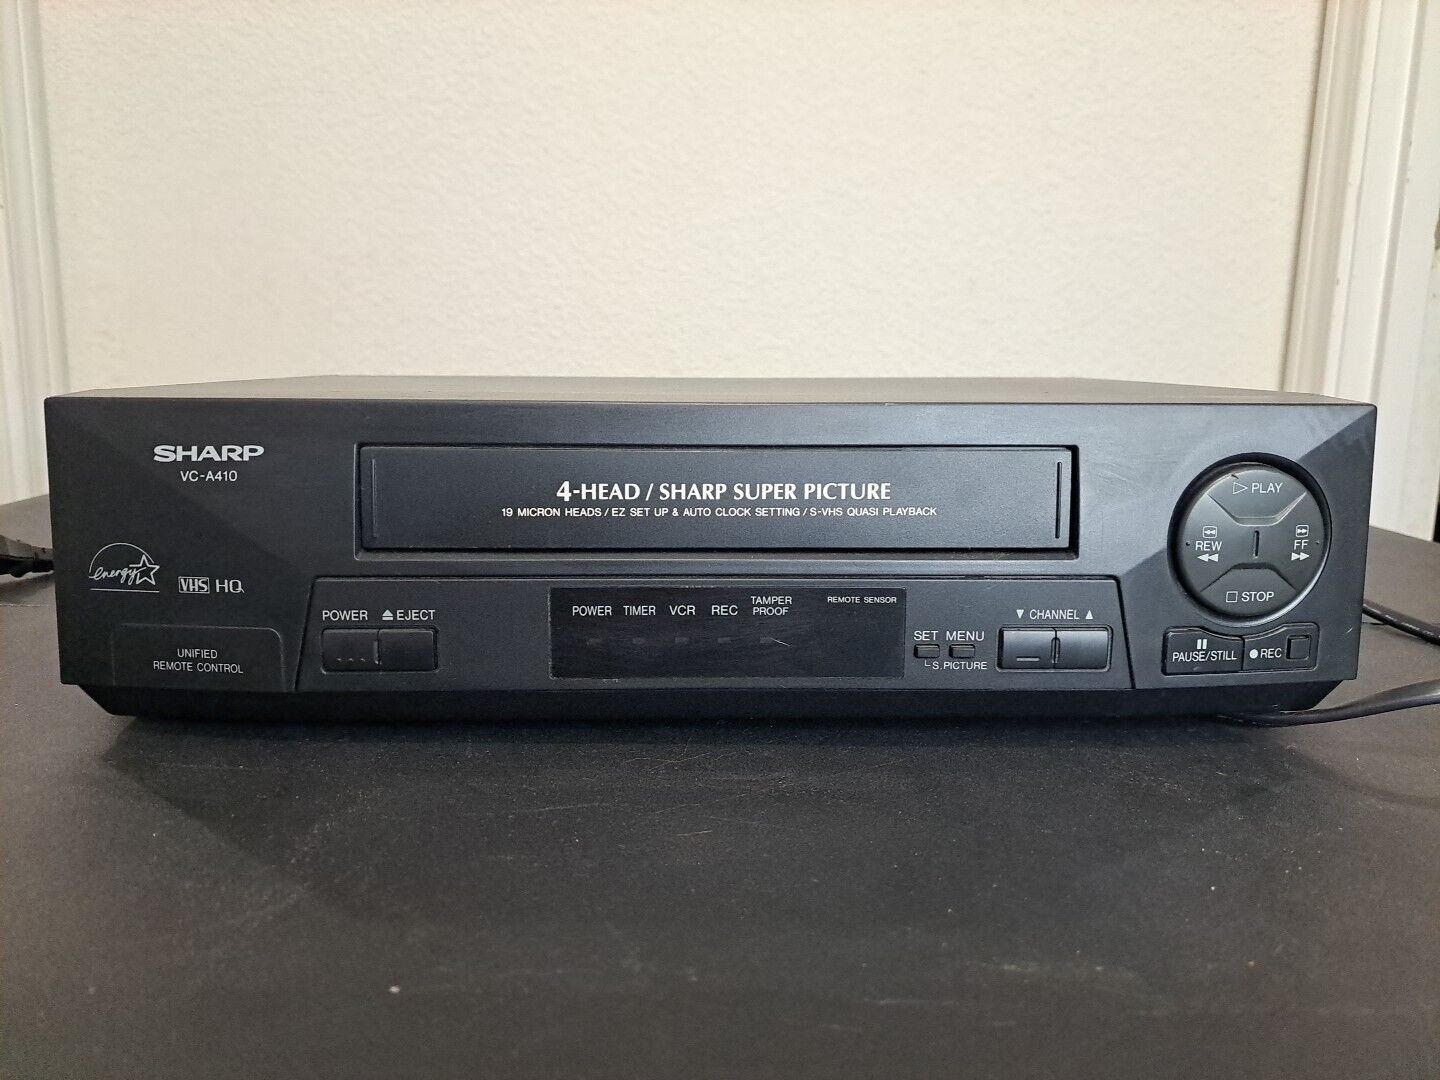 SHARP
VC-A410
4-HEAD / SHARP SUPER PICTURE
19 MICRON HEADS / EZ SET UP & AUTO CLOCK SETTING / S-VHS QUASI PLAYBACK
energy
VHS HQ
UNIFIED
REMOTE CONTROL
POWER ⏏ EJECT
POWER TIMER VCR REC TAMPER PROOF
REMOTE SENSOR
SET MENU
S.PICTURE
▼ CHANNEL ▲
▷ PLAY
REW
◀◀
FF
▶▶
□ STOP
PAUSE/STILL
● REC